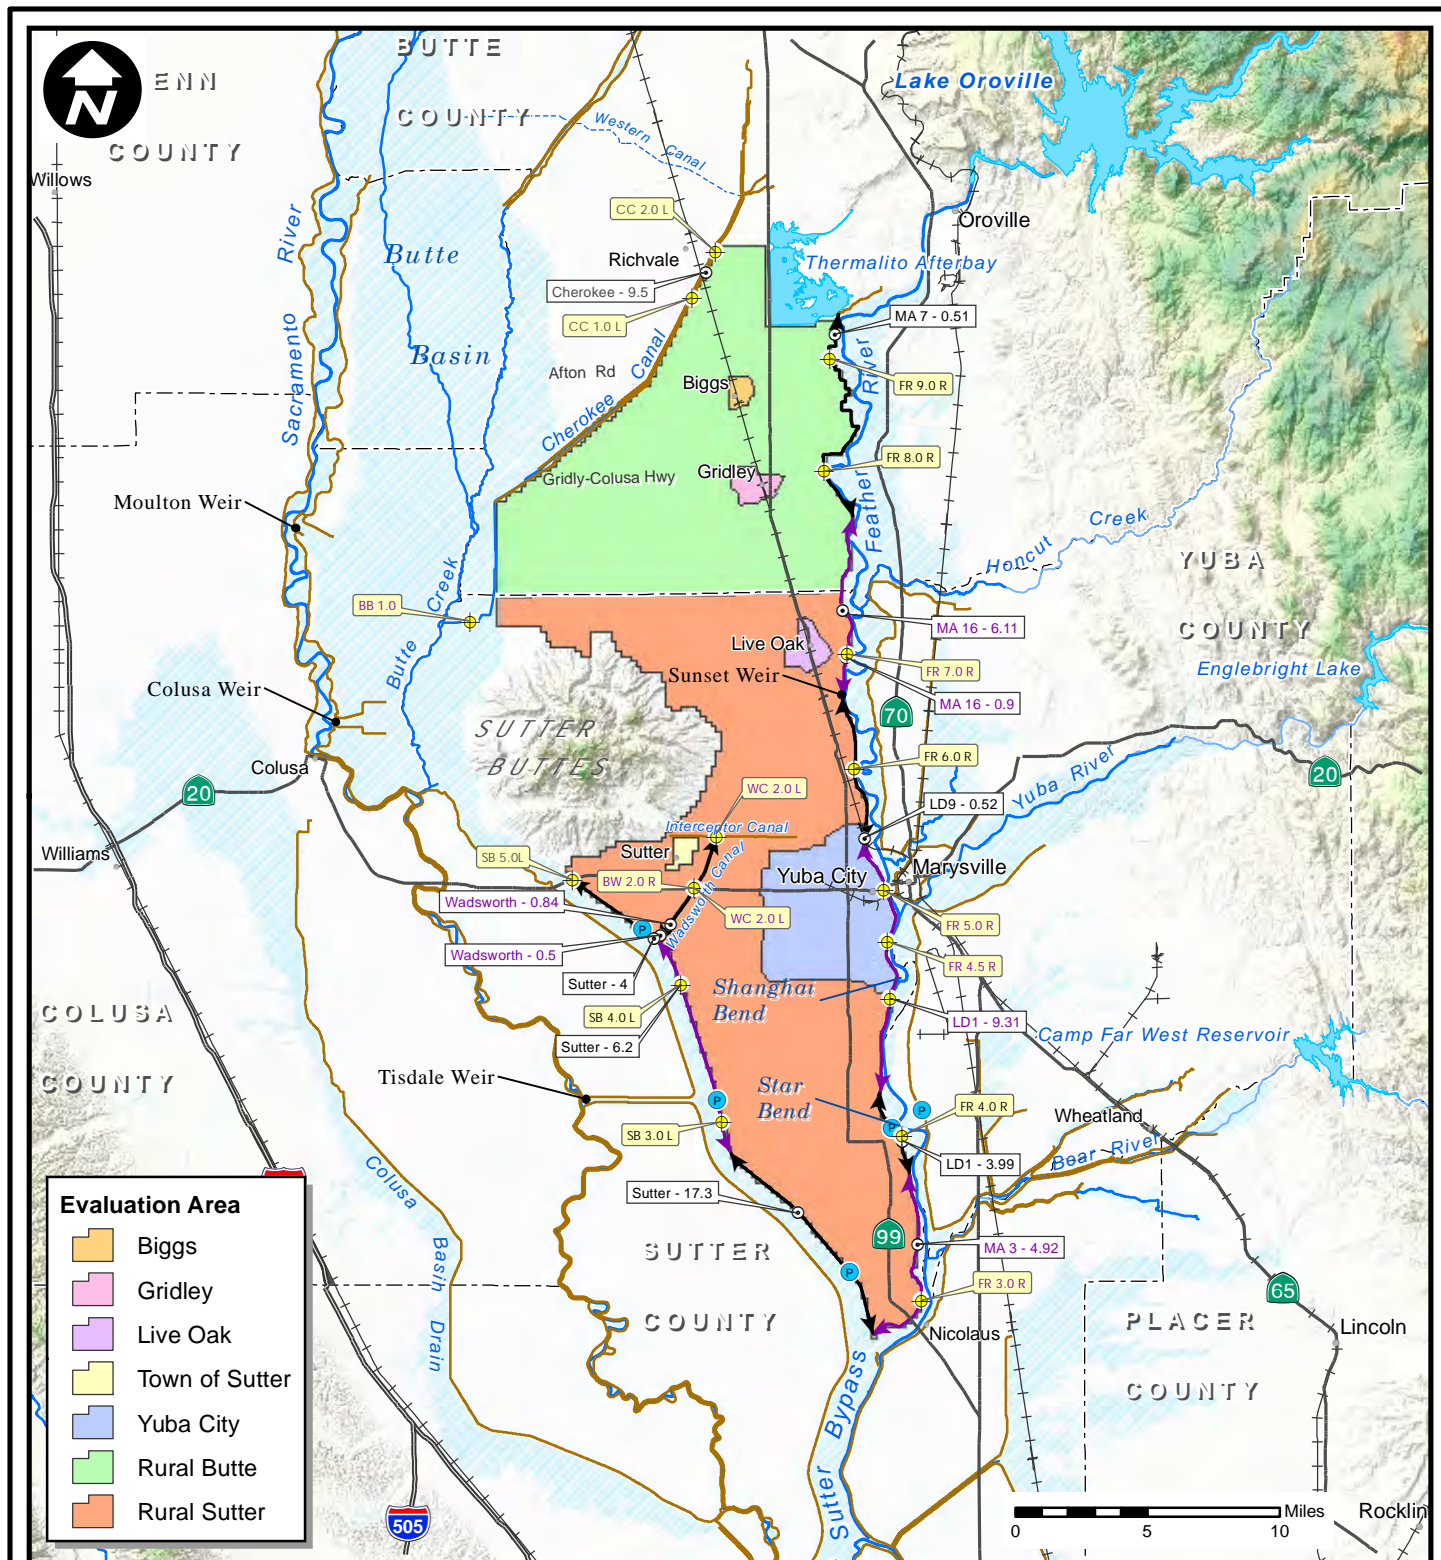 BUTTE
COUNTY
ENN
COUNTY
N
Lake Oroville
Western Canal
Willows
CC 2.0 L
Oroville
River
Richvale
Thermalito Afterbay
Butte
Cherokee - 9.5
CC 1.0 L
MA 7 - 0.51
Sacramento
Basin
Canal
River
Afton Rd
Biggs
FR 9.0 R
Cherokee
FR 8.0 R
Gridley
Gridly-Colusa Hwy
Moulton Weir
Feather
Creek
Honcut
YUBA
COUNTY
Creek
BB 1.0
MA 16 - 6.11
Live Oak
Butte
FR 7.0 R
Englebright Lake
Sunset Weir
Colusa Weir
MA 16 - 0.9
70
SUTTER
BUTTES
FR 6.0 R
Colusa
20
Yuba River
20
WC 2.0 L
LD9 - 0.52
Interceptor Canal
Williams
Sutter
SB 5.0L
Marysville
Yuba City
BW 2.0 R
Wadsworth - 0.84
WC 2.0 L
Wadsworth Canal
P
FR 5.0 R
Wadsworth - 0.5
FR 4.5 R
Sutter - 4
Shanghai
Bend
COLUSA
COUNTY
SB 4.0 L
LD1 - 9.31
Sutter - 6.2
Camp Far West Reservoir
Tisdale Weir
Star
Bend
P
P
P
FR 4.0 R
Wheatland
SB 3.0 L
Bear River
LD1 - 3.99
Colusa
Sutter - 17.3
99
MA 3 - 4.92
Basin
SUTTER
COUNTY
P
FR 3.0 R
65
Drain
Nicolaus
PLACER
COUNTY
Lincoln
Bypass
Sutter
505
Rocklin
Evaluation Area
Biggs
Gridley
Live Oak
Town of Sutter
Yuba City
Rural Butte
Rural Sutter
Miles
0 5 10